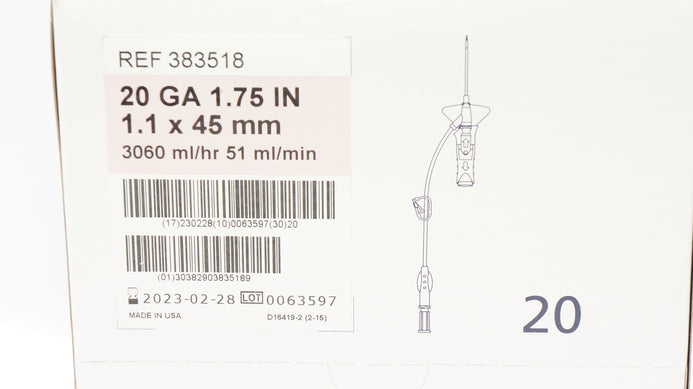 REF 383518
20 GA 1.75 IN
1.1 x 45 mm
3060 ml/hr 51 ml/min
(17)230228(10)0063597(30)20
(01)30382903835189
2023-02-28 LOT 0063597
MADE IN USA. D16419-2 (2-15)
20